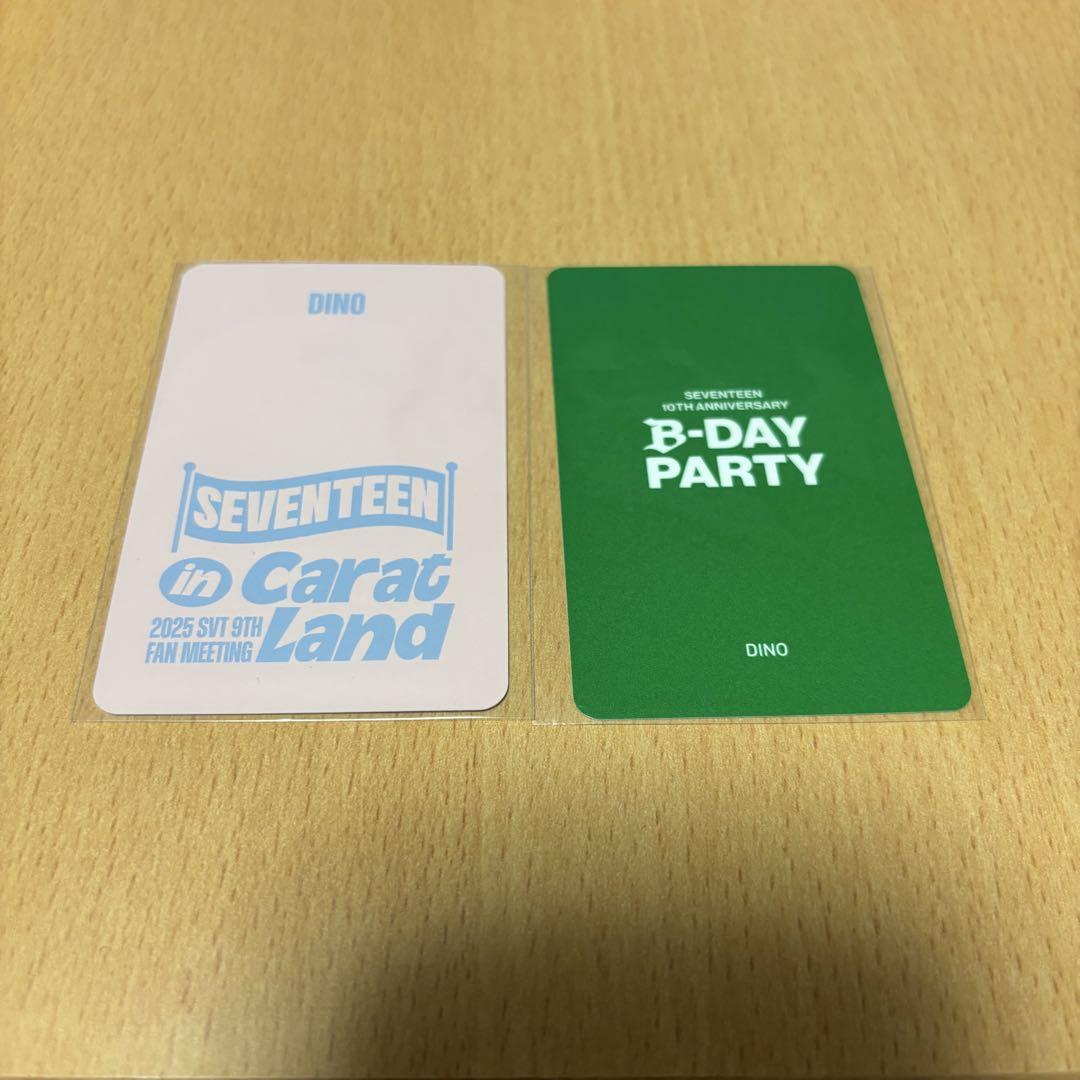 DINO
SEVENTEEN
in Carat
2025 SVT 9TH
FAN MEETING
Land
SEVENTEEN
10TH ANNIVERSARY
B-DAY
PARTY
DINO